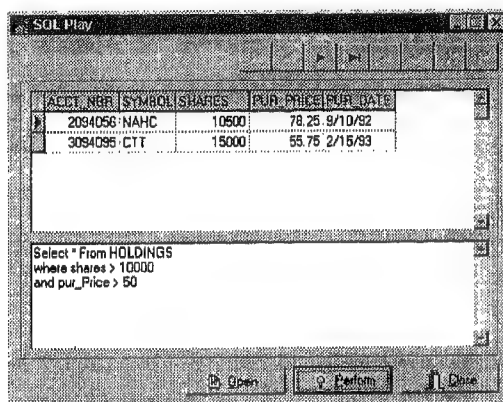 SQL Play
ACCT_NBR SYMBOL SHARES PUR_PRICE PUR_DATE
2094056 NAHC 10500 78.25 9/10/92
3094095 CTT 15000 55.75 2/15/93
Select * From HOLDINGS
where shares > 10000
and pur_Price > 50
Open Perform Close